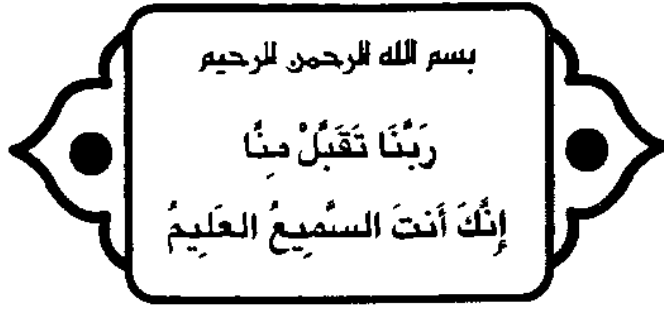 بسم الله الرحمن الرحيم
رَبَّنَا تَقَبَّلْ مِنَّا
إِنَّكَ أَنتَ السَّمِيعُ العَلِيمُ